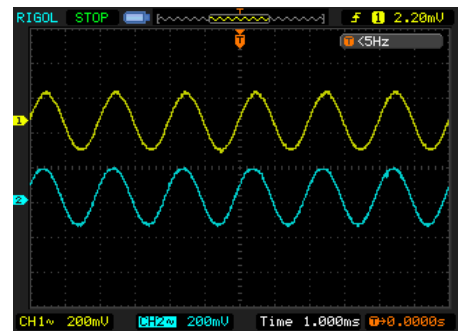 RIGOL STOP T f 1 2.20mV
T <5Hz
T
1
2
CH1~ 200mV CH2~ 200mV Time 1.000ms T→0.0000s